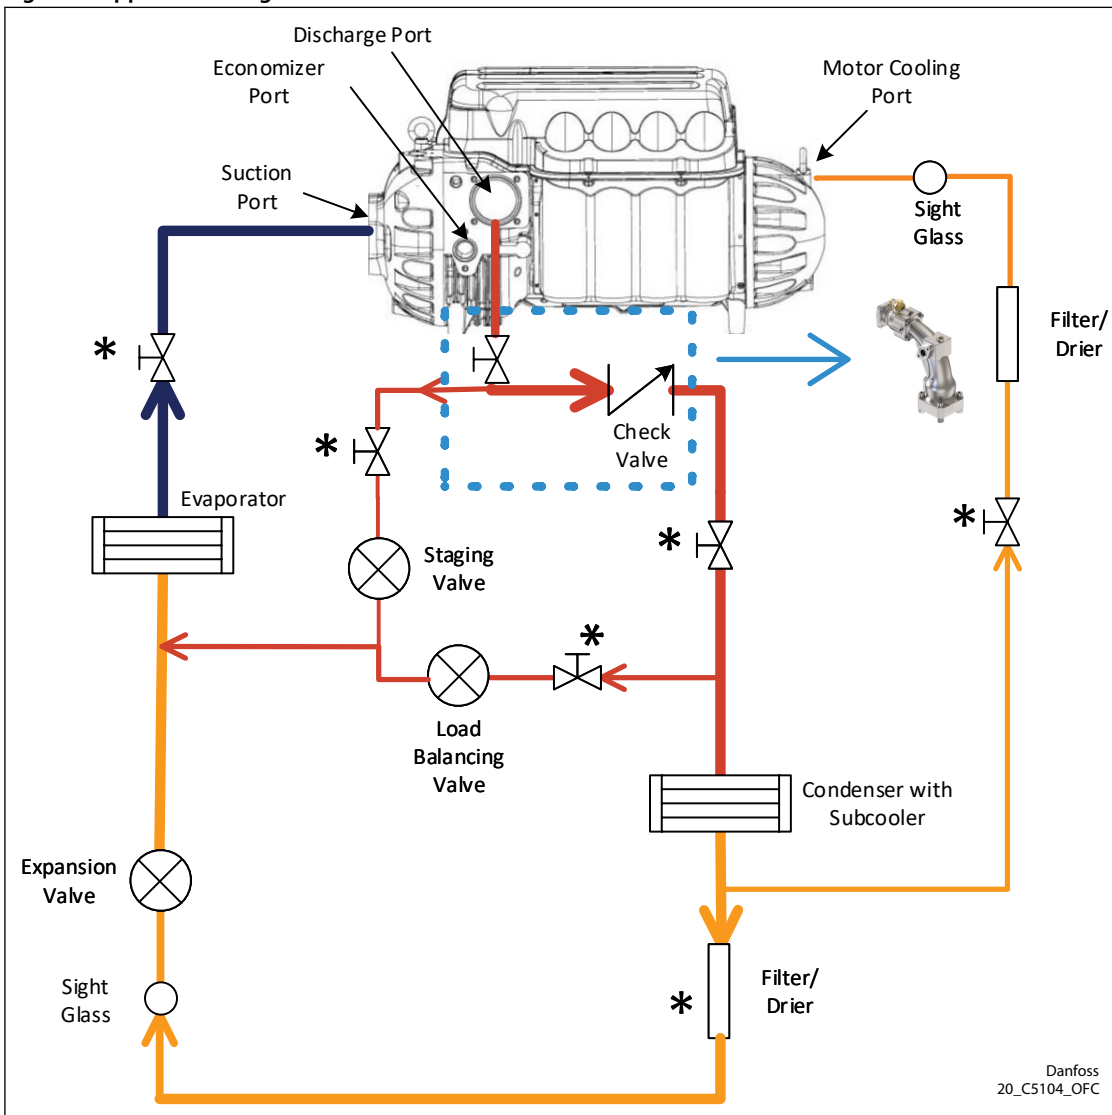 Discharge Port
Economizer
Port
Motor Cooling
Port
Suction
Port
Sight
Glass
Filter/
Drier
*
*
Check
Valve
Evaporator
*
*
Staging
Valve
*
Load
Balancing
Valve
Condenser with
Subcooler
Expansion
Valve
Sight
Glass
*
Filter/
Drier
Danfoss
20_C5104_OFC